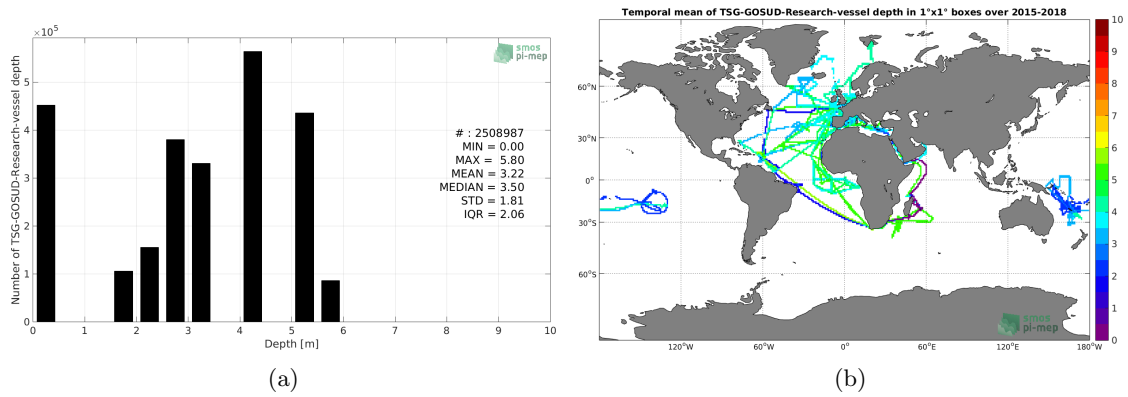 ×10⁵
Number of TSG-GOSUD-Research-vessel depth
5
4
3
2
1
0
0 1 2 3 4 5 6 7 8 9 10
Depth [m]
smos
pi-mep
# : 2508987
MIN = 0.00
MAX = 5.80
MEAN = 3.22
MEDIAN = 3.50
STD = 1.81
IQR = 2.06
(a)
Temporal mean of TSG-GOSUD-Research-vessel depth in 1°x1° boxes over 2015-2018
60°N
30°N
0°
30°S
60°S
120°W 60°W 0° 60°E 120°E 180°W
smos
pi-mep
10
9
8
7
6
5
4
3
2
1
0
(b)